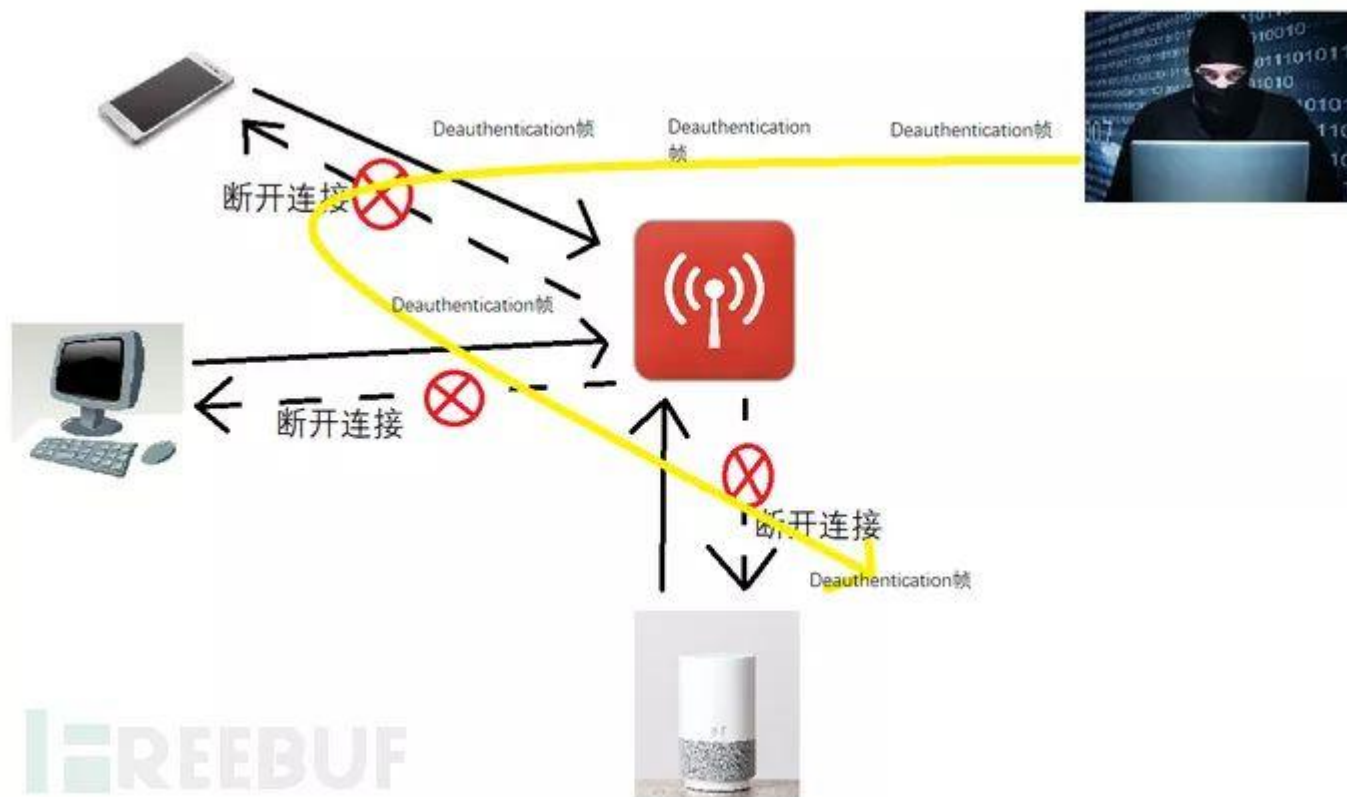 Deauthentication帧
Deauthentication
帧
Deauthentication帧
断开连接
Deauthentication帧
断开连接
断开连接
Deauthentication帧
REEBUF